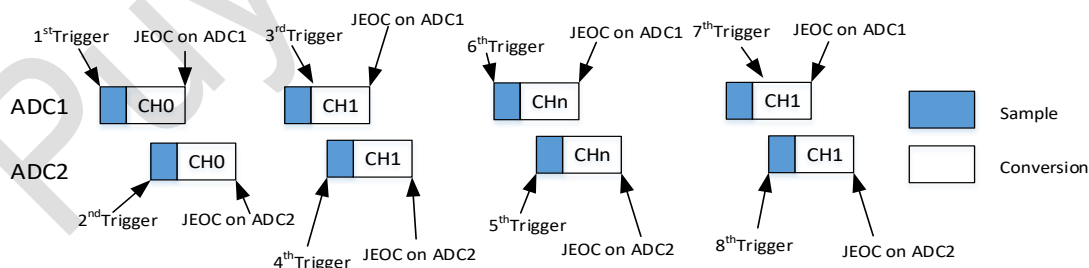 1stTrigger JEOC on ADC1 3rdTrigger JEOC on ADC1 6thTrigger JEOC on ADC1 7thTrigger JEOC on ADC1
ADC1 CH0 CH1 CHn CH1 Sample
ADC2 CH0 CH1 CHn CH1 Conversion
2ndTrigger JEOC on ADC2 4thTrigger JEOC on ADC2 5thTrigger JEOC on ADC2 8thTrigger JEOC on ADC2
Puy